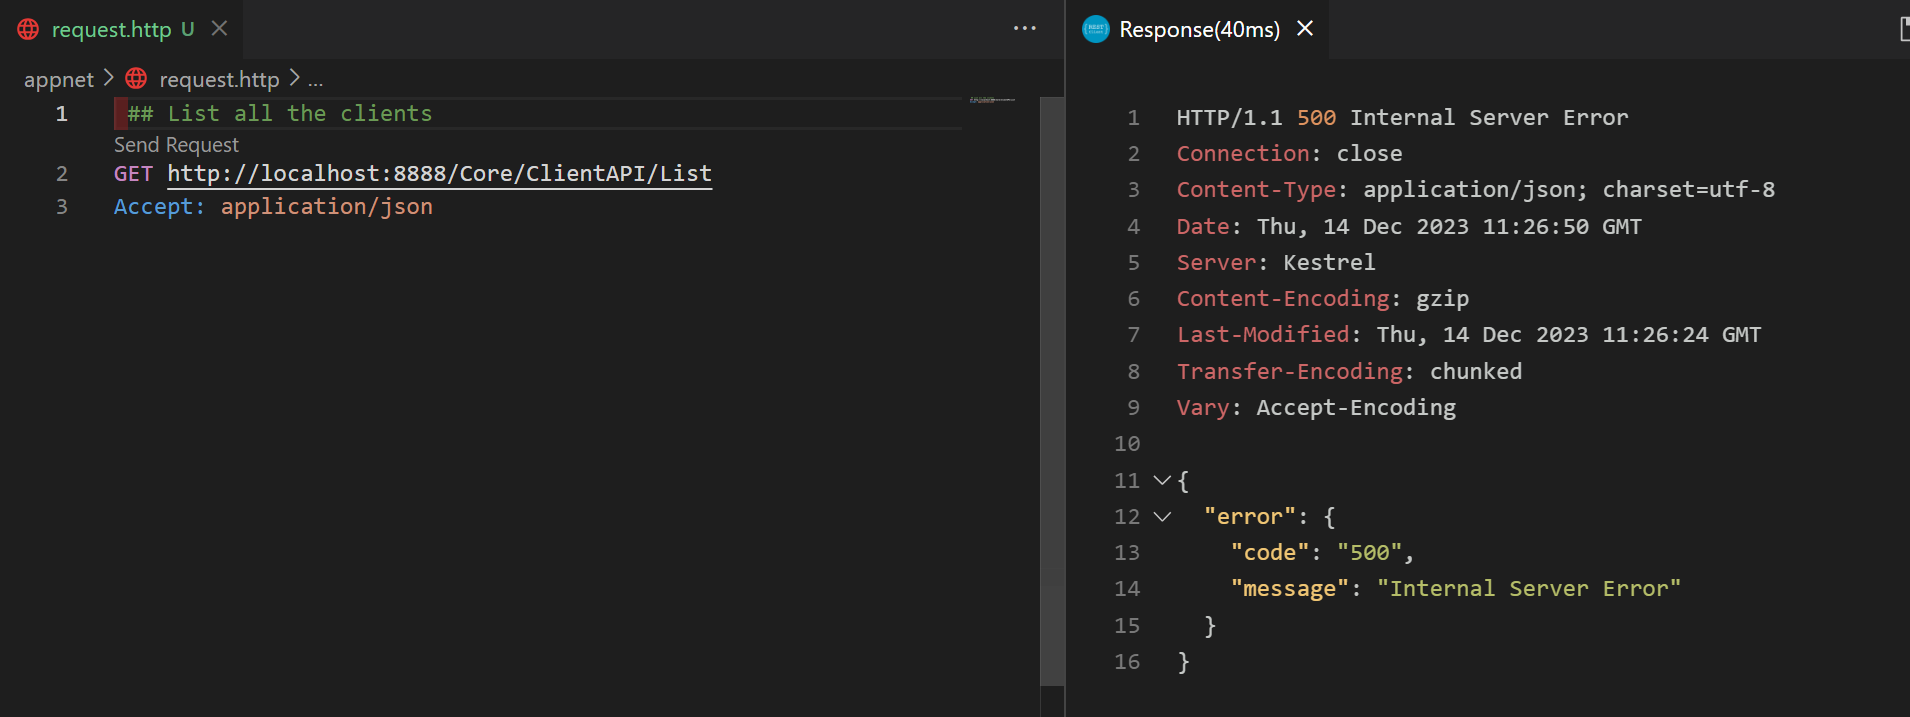 request.http U
appnet > request.http > ...
1 ## List all the clients
Send Request
2 GET http://localhost:8888/Core/ClientAPI/List
3 Accept: application/json
Response(40ms)
1 HTTP/1.1 500 Internal Server Error
2 Connection: close
3 Content-Type: application/json; charset=utf-8
4 Date: Thu, 14 Dec 2023 11:26:50 GMT
5 Server: Kestrel
6 Content-Encoding: gzip
7 Last-Modified: Thu, 14 Dec 2023 11:26:24 GMT
8 Transfer-Encoding: chunked
9 Vary: Accept-Encoding
10
11 {
12 "error": {
13 "code": "500",
14 "message": "Internal Server Error"
15 }
16 }